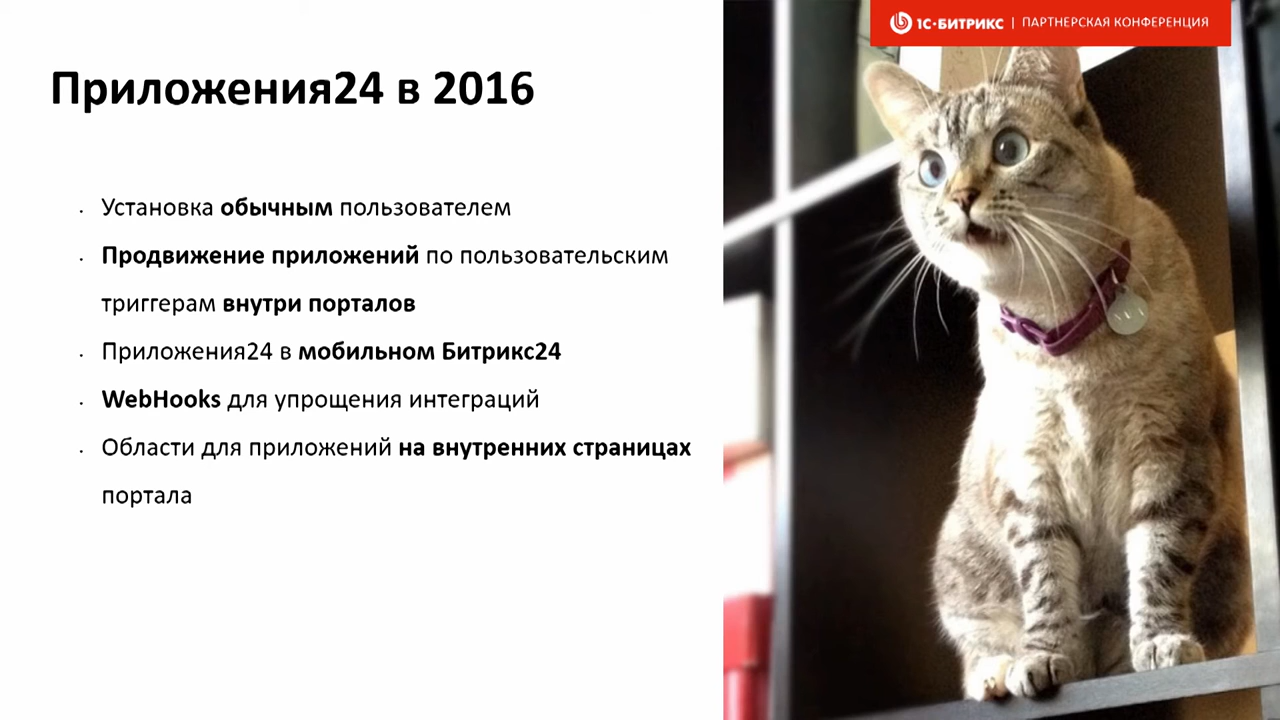 1С-БИТРИКС | ПАРТНЕРСКАЯ КОНФЕРЕНЦИЯ
Приложения24 в 2016
· Установка обычным пользователем
· Продвижение приложений по пользовательским
триггерам внутри порталов
· Приложения24 в мобильном Битрикс24
· WebHooks для упрощения интеграций
· Области для приложений на внутренних страницах
портала